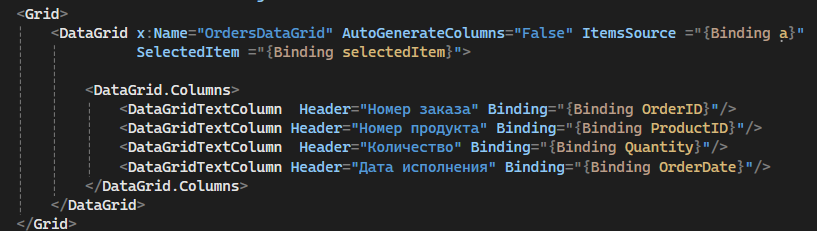 <Grid>
<DataGrid x:Name="OrdersDataGrid" AutoGenerateColumns="False" ItemsSource ="{Binding a}"
SelectedItem ="{Binding selectedItem}">
<DataGrid.Columns>
<DataGridTextColumn  Header="Номер заказа" Binding="{Binding OrderID}"/>
<DataGridTextColumn Header="Номер продукта" Binding="{Binding ProductID}"/>
<DataGridTextColumn  Header="Количество" Binding="{Binding Quantity}"/>
<DataGridTextColumn Header="Дата исполнения" Binding="{Binding OrderDate}"/>
</DataGrid.Columns>
</DataGrid>
</Grid>